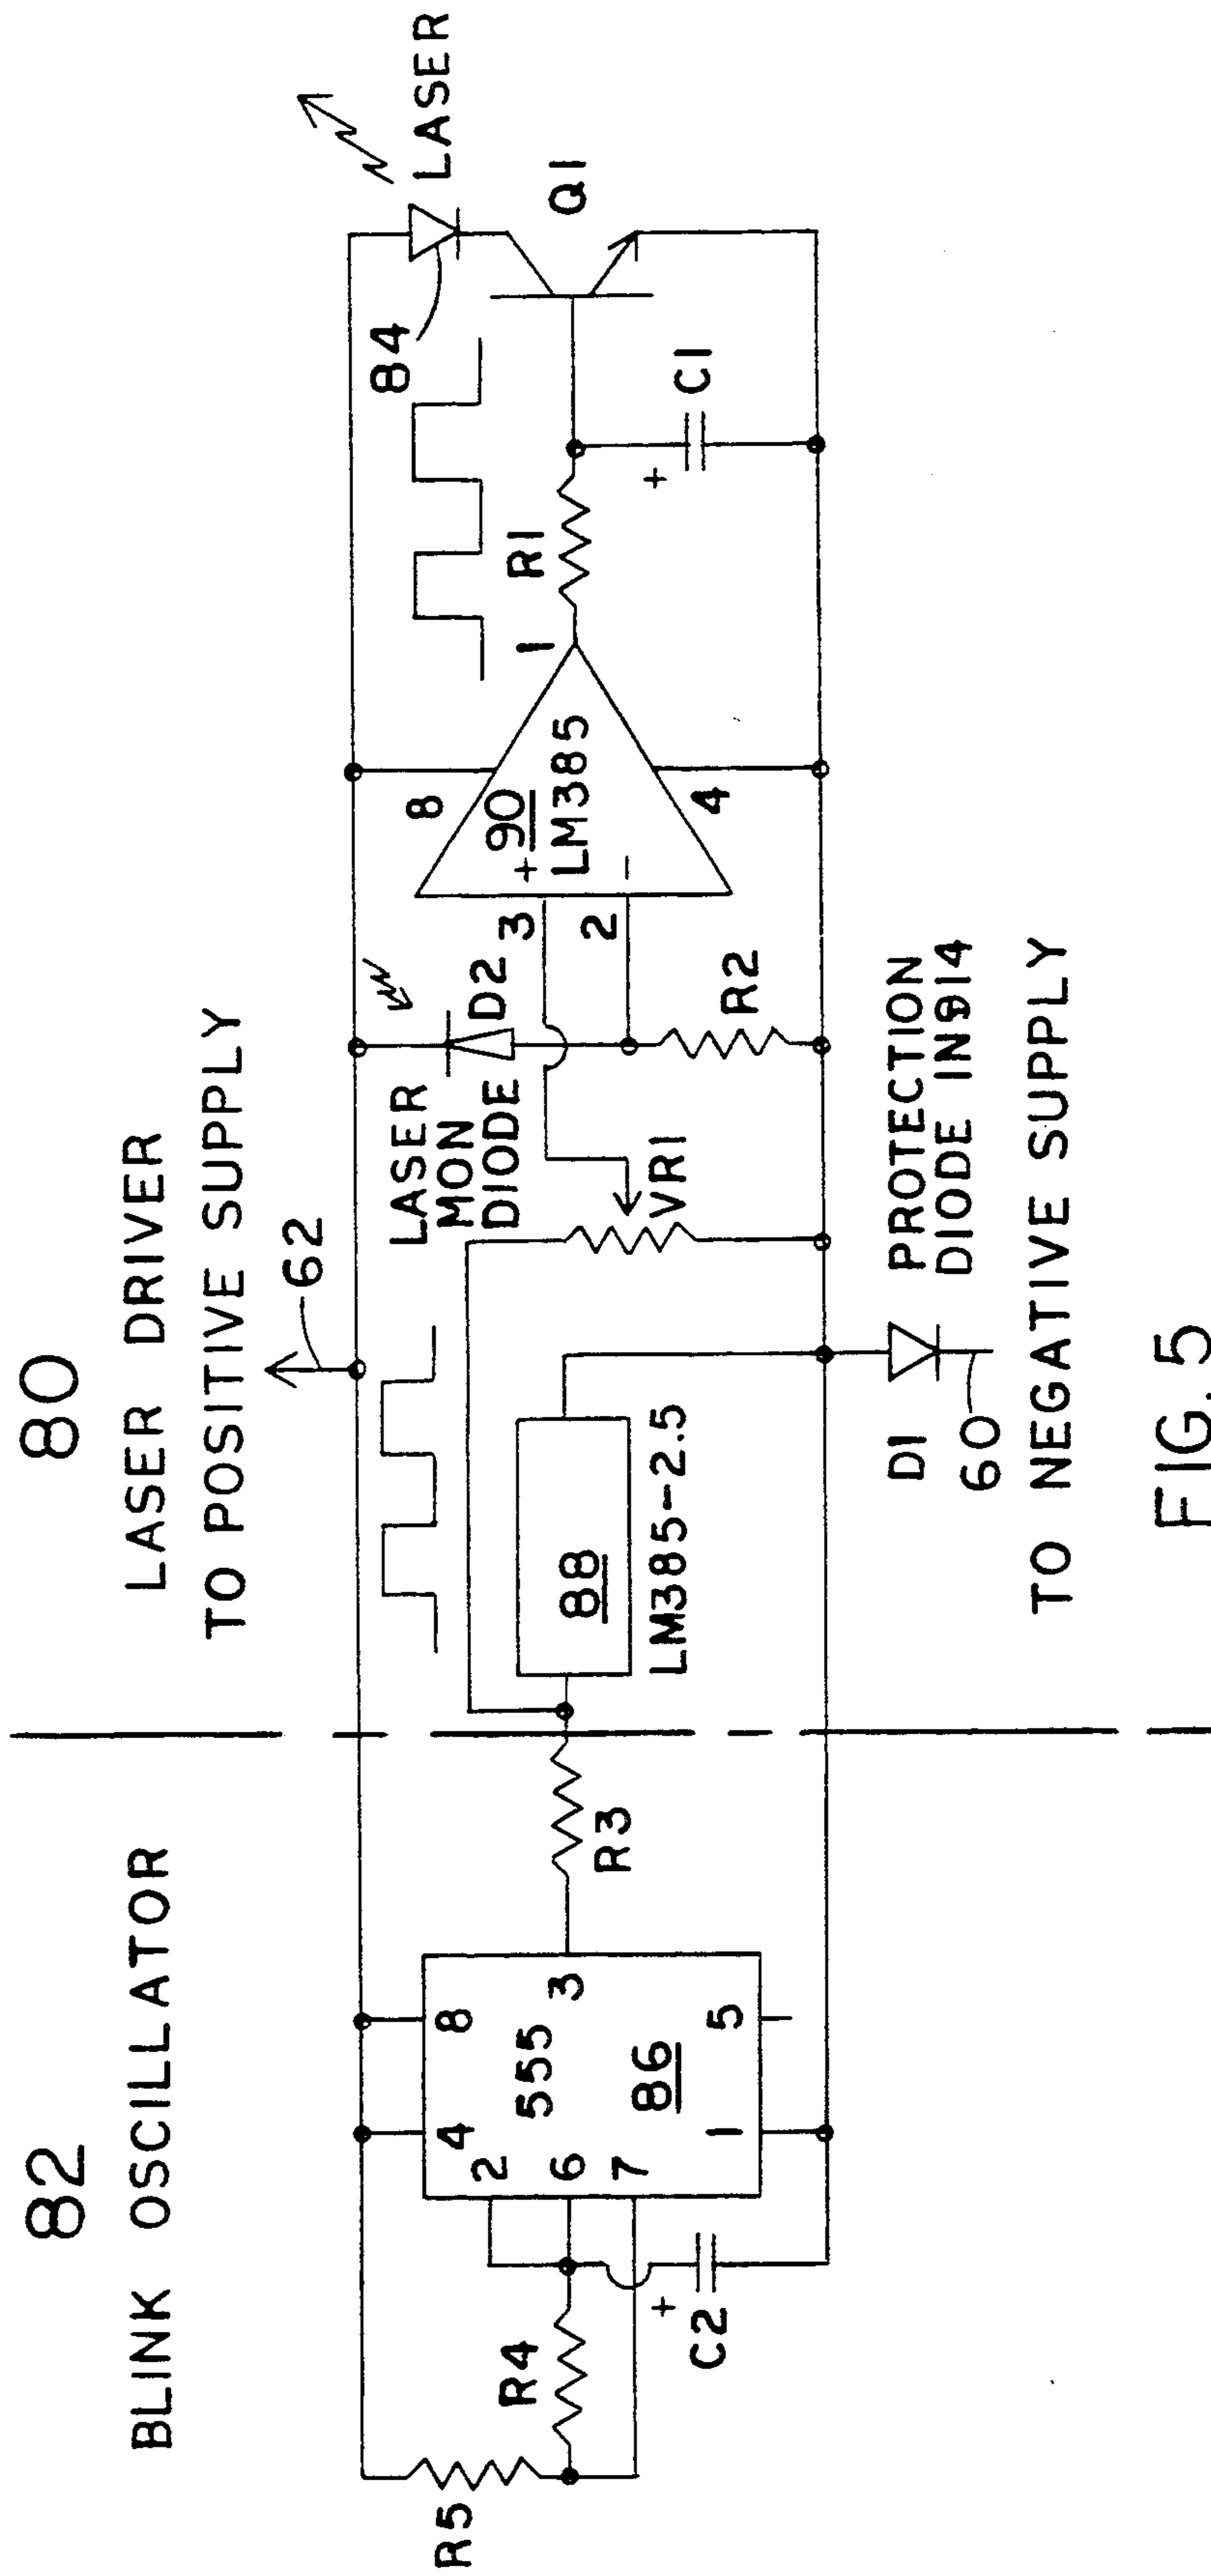 82
80
BLINK OSCILLATOR
LASER DRIVER
TO POSITIVE SUPPLY
62
R5
R4
+
C2
2
6
7
4
8
555
3
86
1
5
R3
88
LM385-2.5
LASER
MON
DIODE
D2
VR1
R2
3
2
+
−
8
90
LM385
4
1
R1
+
C1
84
LASER
Q1
D1
60
PROTECTION
DIODE IN914
TO NEGATIVE SUPPLY
FIG. 5